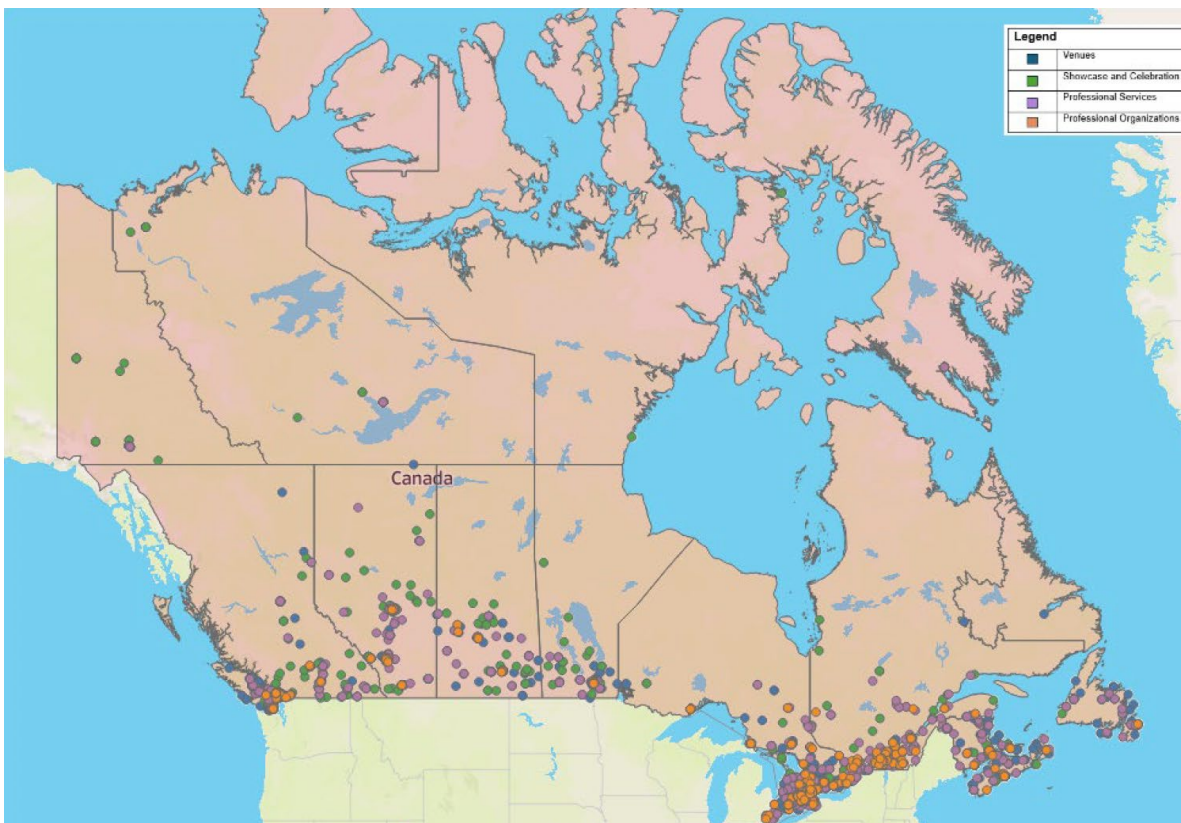 Legend
Venues
Showcase and Celebration
Professional Services
Professional Organizations
Canada